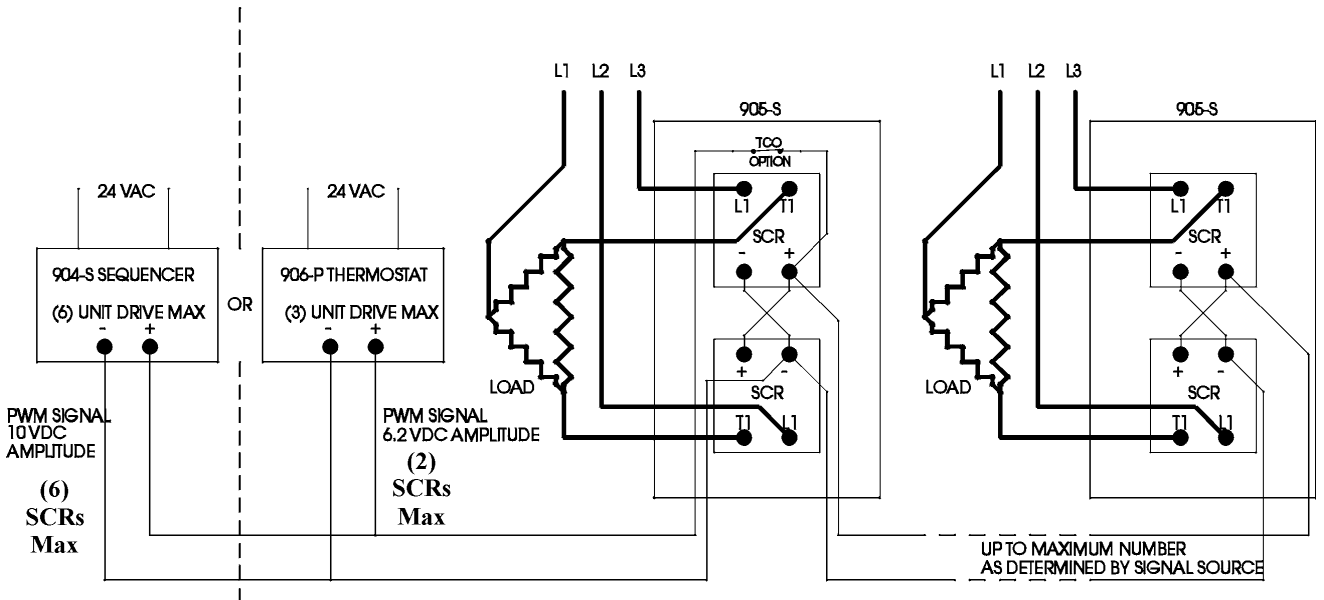 24 VAC
904-S SEQUENCER
(6) UNIT DRIVE MAX
- +
PWM SIGNAL
10 VDC
AMPLITUDE
(6)
SCRs
Max
OR
24 VAC
906-P THERMOSTAT
(3) UNIT DRIVE MAX
- +
PWM SIGNAL
6.2 VDC AMPLITUDE
(2)
SCRs
Max
L1 L2 L3
905-S
TCO
OPTION
L1 T1
SCR
- +
LOAD
+ -
SCR
T1 L1
L1 L2 L3
905-S
L1 T1
SCR
- +
LOAD
+ -
SCR
T1 L1
UP TO MAXIMUM NUMBER
AS DETERMINED BY SIGNAL SOURCE